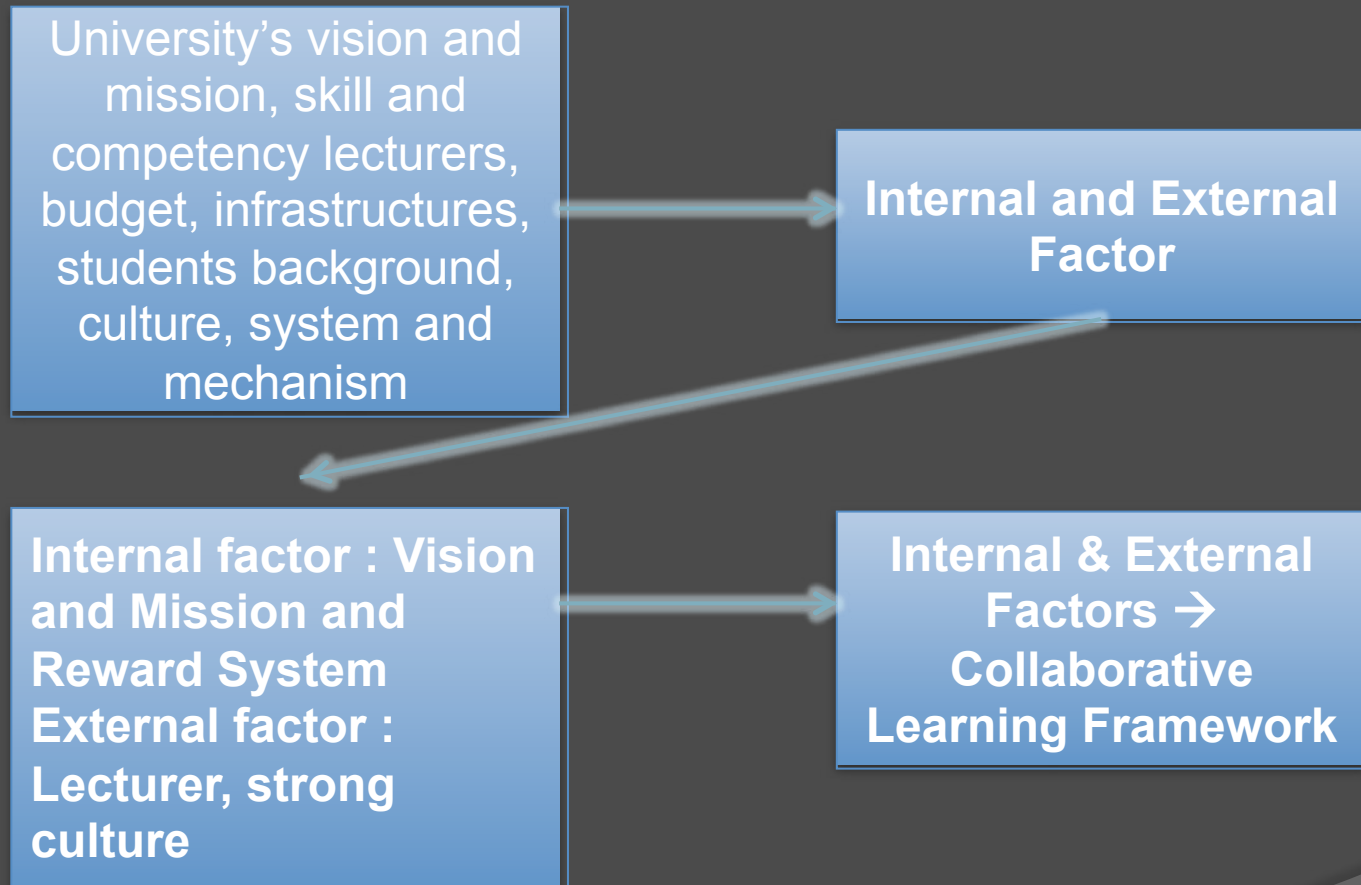 University’s vision and
mission, skill and
competency lecturers,
budget, infrastructures,
students background,
culture, system and
mechanism
Internal and External
Factor
Internal factor : Vision
and Mission and
Reward System
External factor :
Lecturer, strong
culture
Internal & External
Factors →
Collaborative
Learning Framework